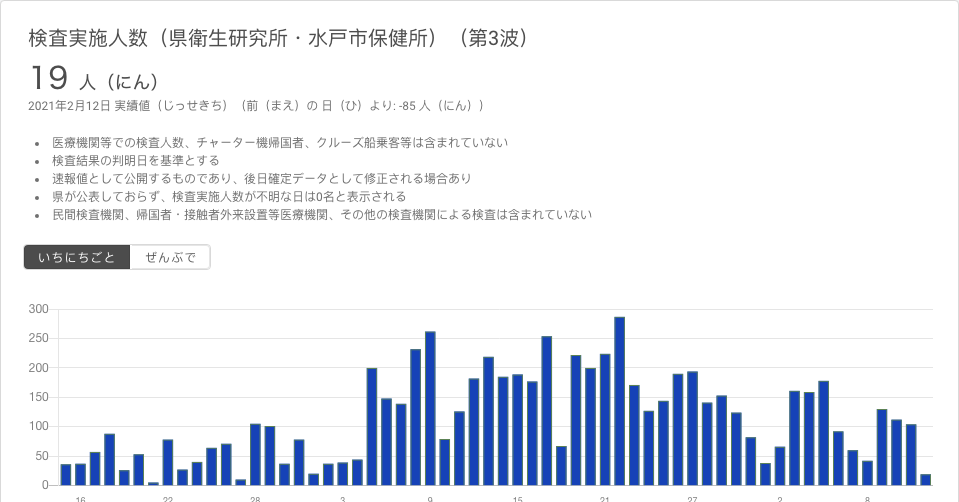 検査実施人数（県衛生研究所・水戸市保健所）（第3波）
19 人（にん）
2021年2月12日 実績値（じっせきち）（前（まえ）の 日（ひ）より: -85 人（にん））
• 医療機関等での検査人数、チャーター機帰国者、クルーズ船乗客等は含まれていない
• 検査結果の判明日を基準とする
• 速報値として公開するものであり、後日確定データとして修正される場合あり
• 県が公表しておらず、検査実施人数が不明な日は0名と表示される
• 民間検査機関、帰国者・接触者外来設置等医療機関、その他の検査機関による検査は含まれていない
いちにちごと ぜんぶで
300
250
200
150
100
50
0
16 22 28 3 9 15 21 27 2 8